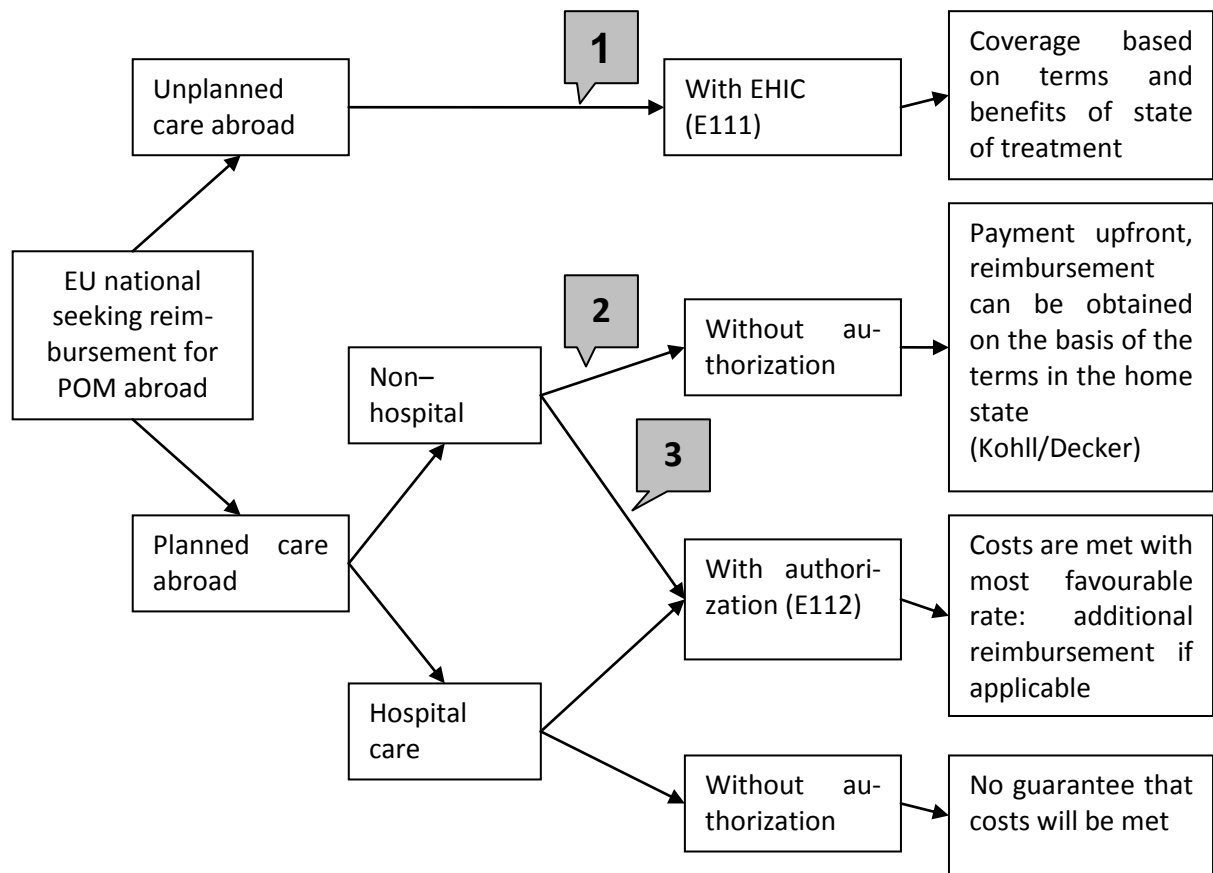 1
Unplanned
care abroad
With EHIC
(E111)
Coverage based
on terms and
benefits of state
of treatment
EU national
seeking reim-
bursement for
POM abroad
2
Non–
hospital
Without au-
thorization
Payment upfront,
reimbursement
can be obtained
on the basis of the
terms in the home
state
(Kohll/Decker)
3
Planned care
abroad
With authori-
zation (E112)
Costs are met with
most favourable
rate: additional
reimbursement if
applicable
Hospital
care
Without au-
thorization
No guarantee that
costs will be met